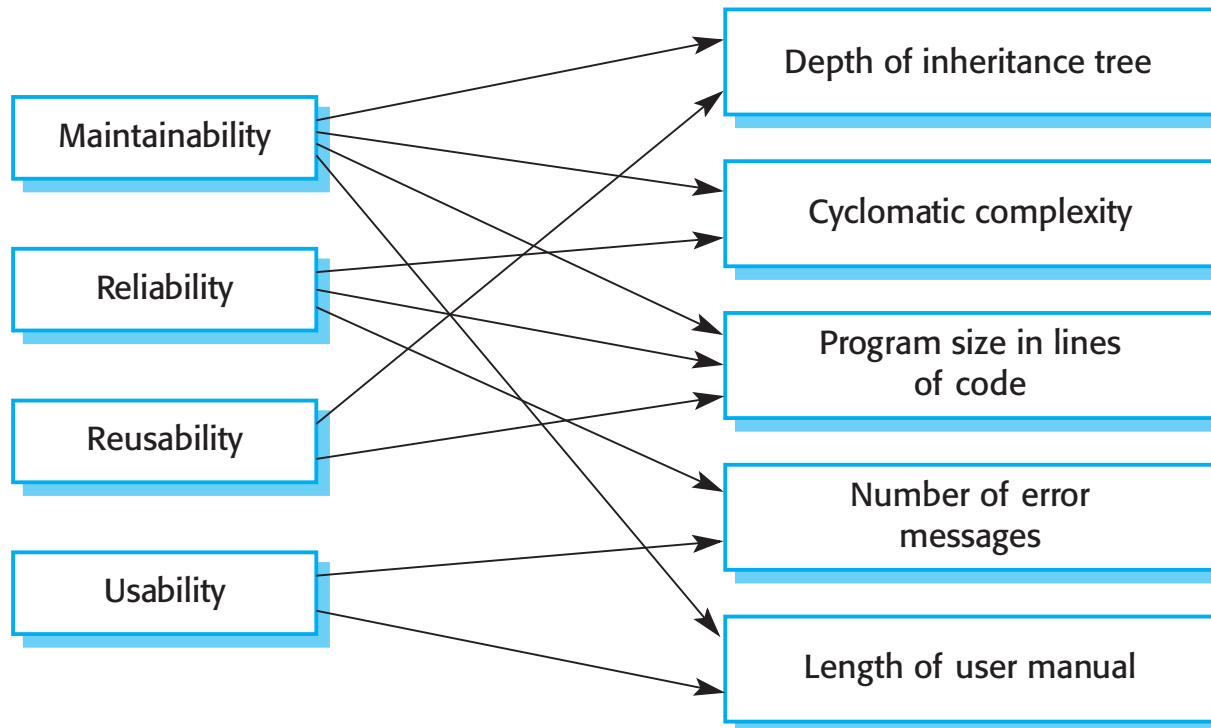 Maintainability
Reliability
Reusability
Usability
Depth of inheritance tree
Cyclomatic complexity
Program size in lines
of code
Number of error
messages
Length of user manual